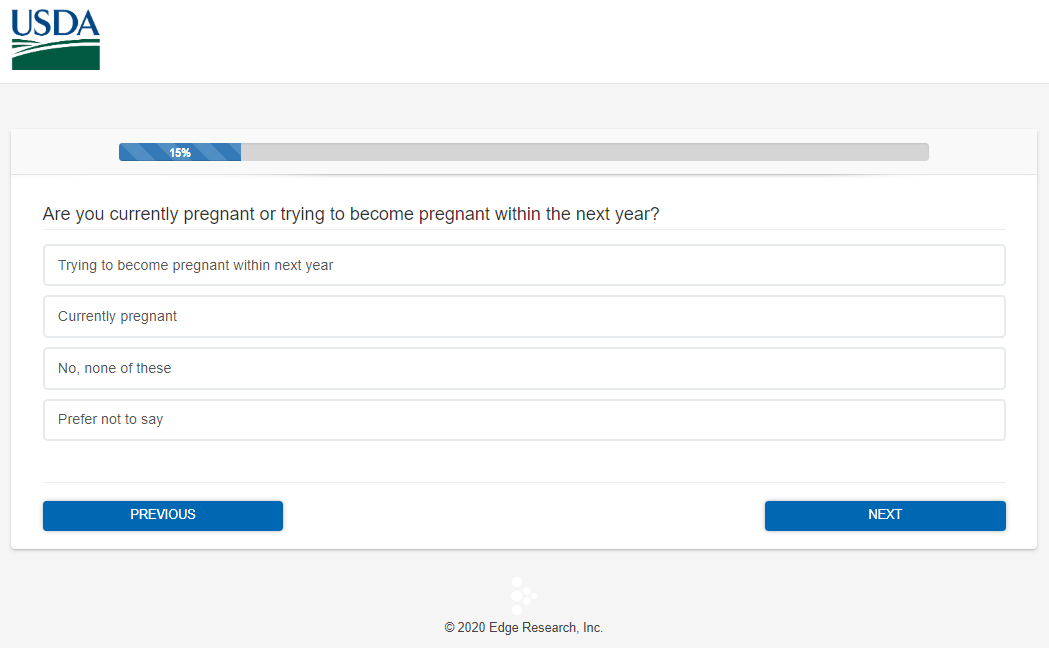 USDA
15%
Are you currently pregnant or trying to become pregnant within the next year?
Trying to become pregnant within next year
Currently pregnant
No, none of these
Prefer not to say
PREVIOUS
NEXT
© 2020 Edge Research, Inc.